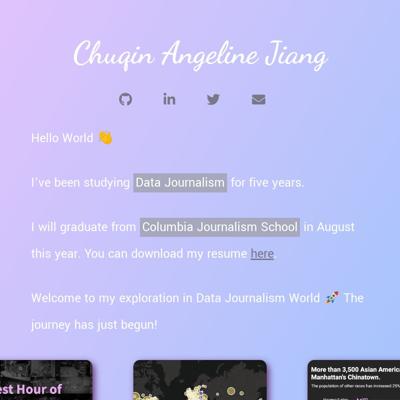 Chuqin Angeline Jiang
Hello World 👋
I've been studying Data Journalism for five years.
I will graduate from Columbia Journalism School in August
this year. You can download my resume here.
Welcome to my exploration in Data Journalism World 🚀 The
journey has just begun!
est Hour of
More than 3,500 Asian America
Manhattan's Chinatown.
The population of other races has increased 25%